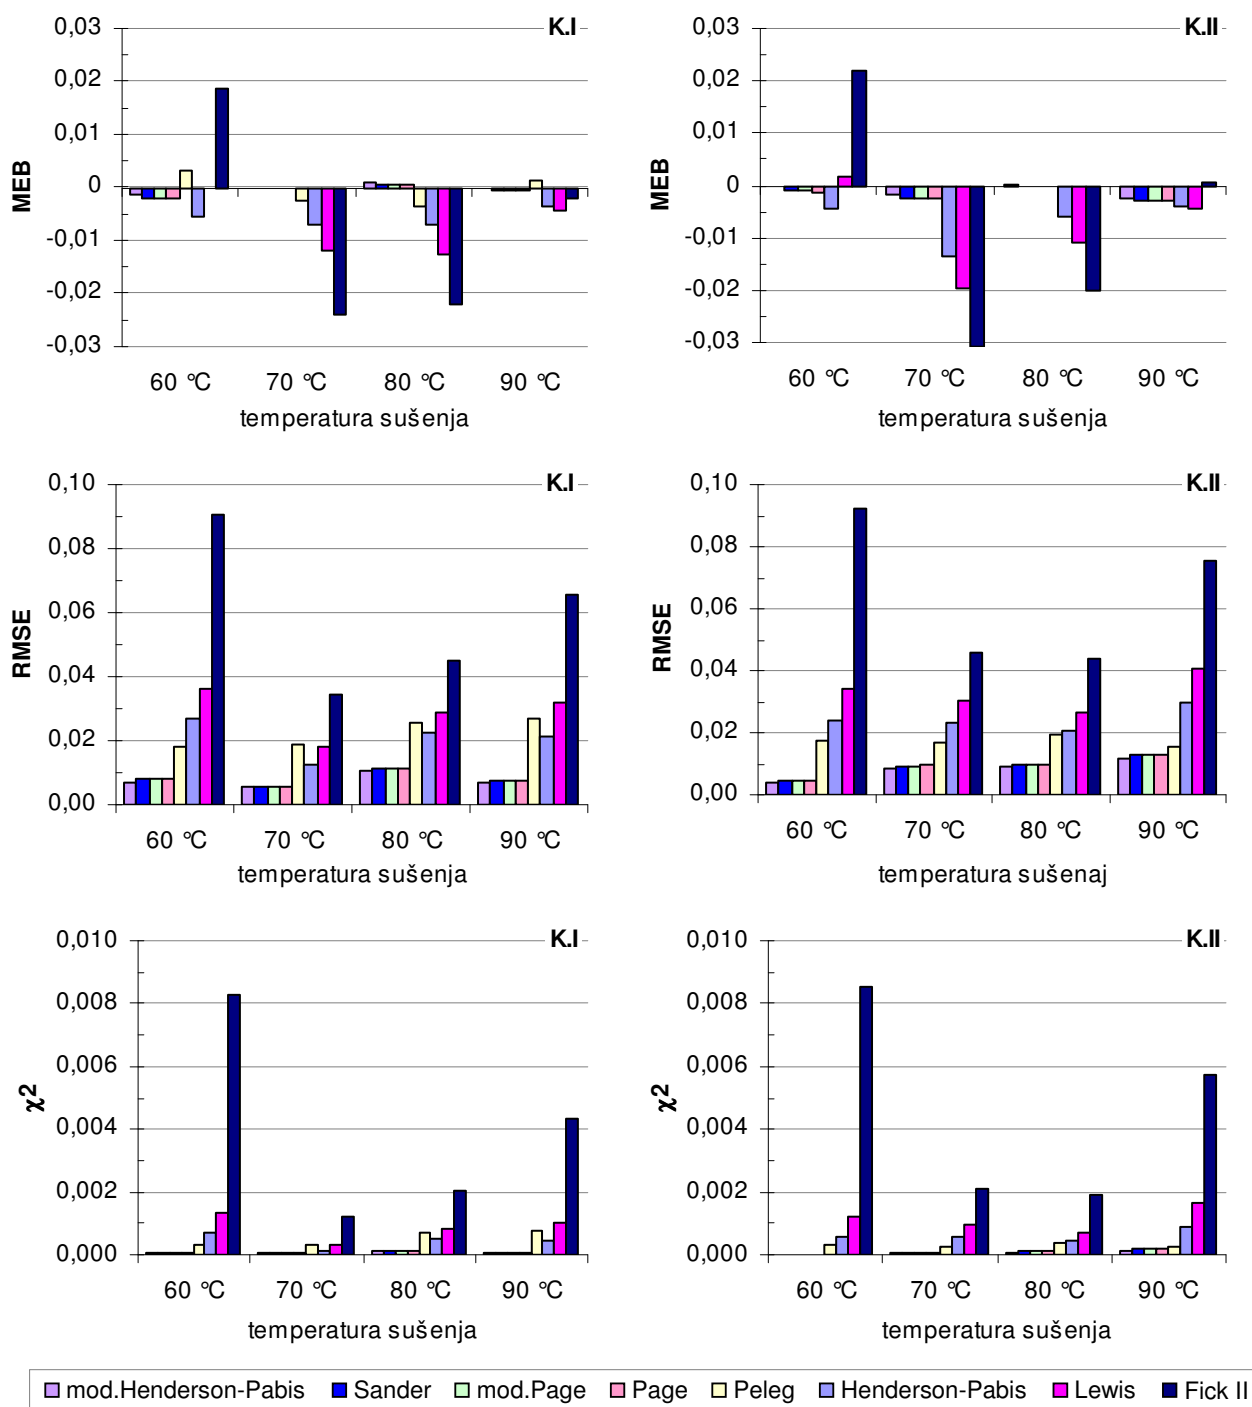 K.I
0,03
0,02
0,01
0
-0,01
-0,02
-0,03
MEB
60 °C 70 °C 80 °C 90 °C
temperatura sušenja
K.II
0,03
0,02
0,01
0
-0,01
-0,02
-0,03
MEB
60 °C 70 °C 80 °C 90 °C
temperatura sušenja
K.I
0,10
0,08
0,06
0,04
0,02
0,00
RMSE
60 °C 70 °C 80 °C 90 °C
temperatura sušenja
K.II
0,10
0,08
0,06
0,04
0,02
0,00
RMSE
60 °C 70 °C 80 °C 90 °C
temperatura sušenaj
K.I
0,010
0,008
0,006
0,004
0,002
0,000
χ2
60 °C 70 °C 80 °C 90 °C
temperatura sušenja
K.II
0,010
0,008
0,006
0,004
0,002
0,000
χ2
60 °C 70 °C 80 °C 90 °C
temperatura sušenja
mod.Henderson-Pabis Sander mod.Page Page Peleg Henderson-Pabis Lewis Fick II